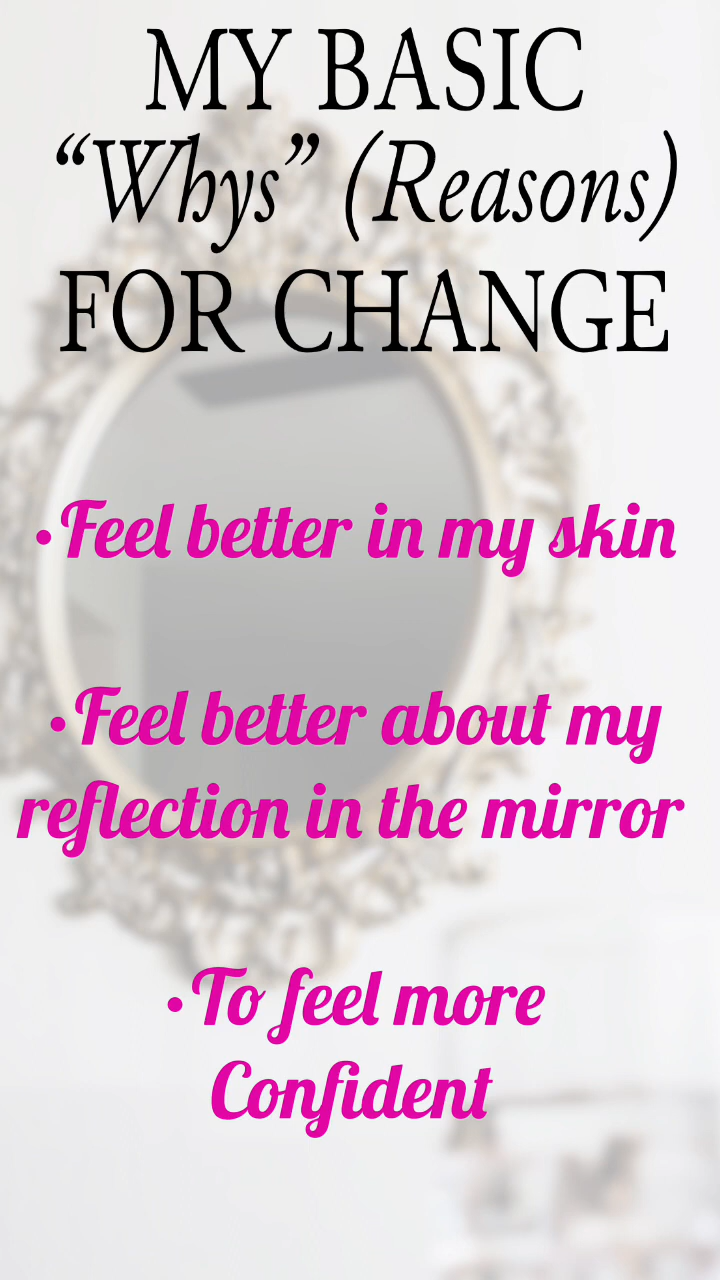 MY BASIC
“Whys” (Reasons)
FOR CHANGE
•Feel better in my skin
•Feel better about my
reflection in the mirror
•To feel more
Confident